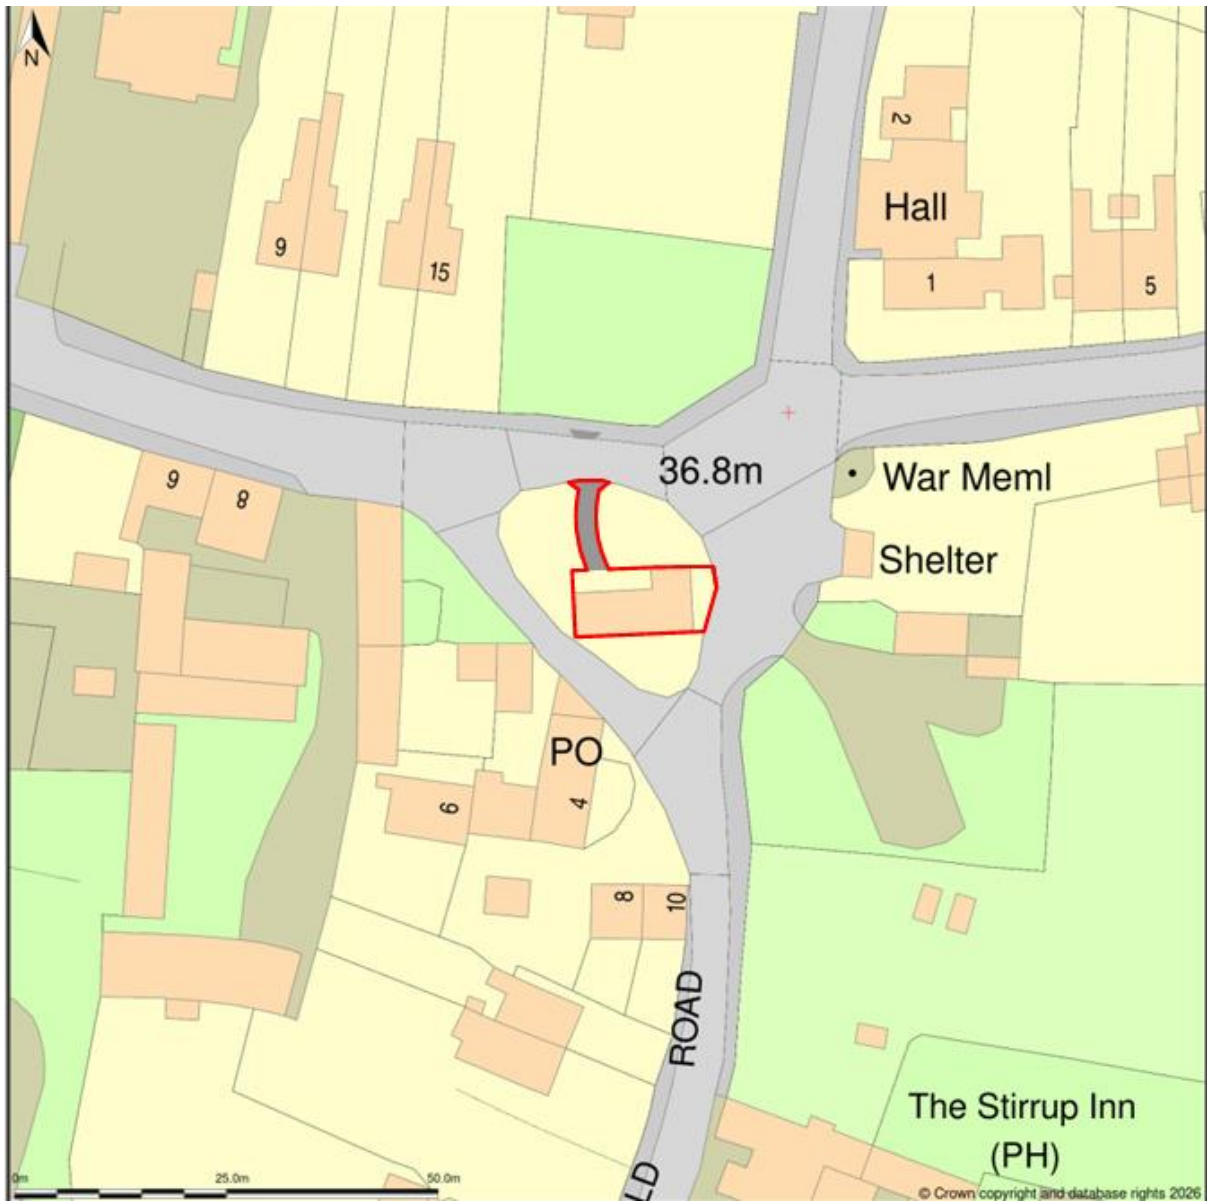 N
2
Hall
9
15
1
5
36.8m
War Meml
9
8
Shelter
PO
6
4
8
10
ROAD
The Stirrup Inn
(PH)
LD
0m
25.0m
50.0m
© Crown copyright and database rights 2026